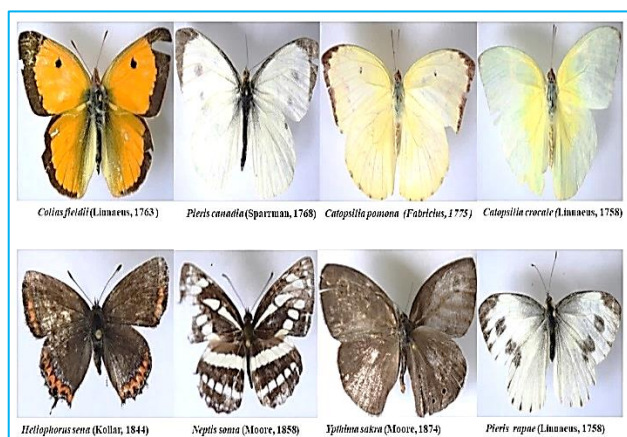 Colias fieldii (Linnaeus, 1763)
Pieris canadia (Sparrman, 1768)
Catopsilia pomona (Fabricius, 1775)
Catopsilia crocale (Linnaeus, 1758)
Heliophorus sena (Kollar, 1844)
Neptis soma (Moore, 1858)
Ypthima sakra (Moore, 1874)
Pieris rapae (Linnaeus, 1758)